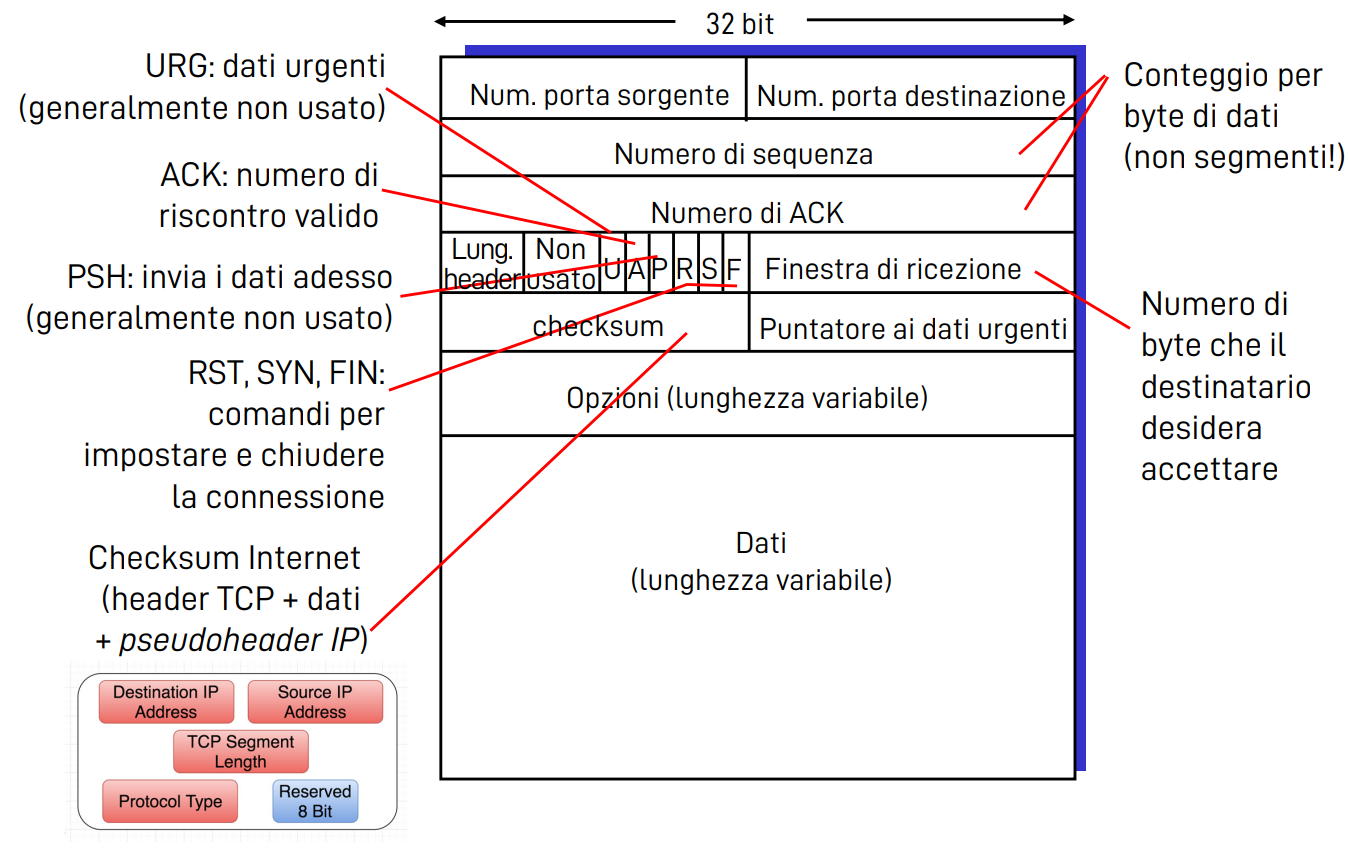 32 bit
URG: dati urgenti
(generalmente non usato)
ACK: numero di
riscontro valido
PSH: invia i dati adesso
(generalmente non usato)
RST, SYN, FIN:
comandi per
impostare e chiudere
la connessione
Checksum Internet
(header TCP + dati
+ pseudoheader IP)
Destination IP
Address
Source IP
Address
TCP Segment
Length
Protocol Type
Reserved
8 Bit
Num. porta sorgente
Num. porta destinazione
Numero di sequenza
Numero di ACK
Lung.
header
Non
usato
U
A
P
R
S
F
Finestra di ricezione
checksum
Puntatore ai dati urgenti
Opzioni (lunghezza variabile)
Dati
(lunghezza variabile)
Conteggio per
byte di dati
(non segmenti!)
Numero di
byte che il
destinatario
desidera
accettare